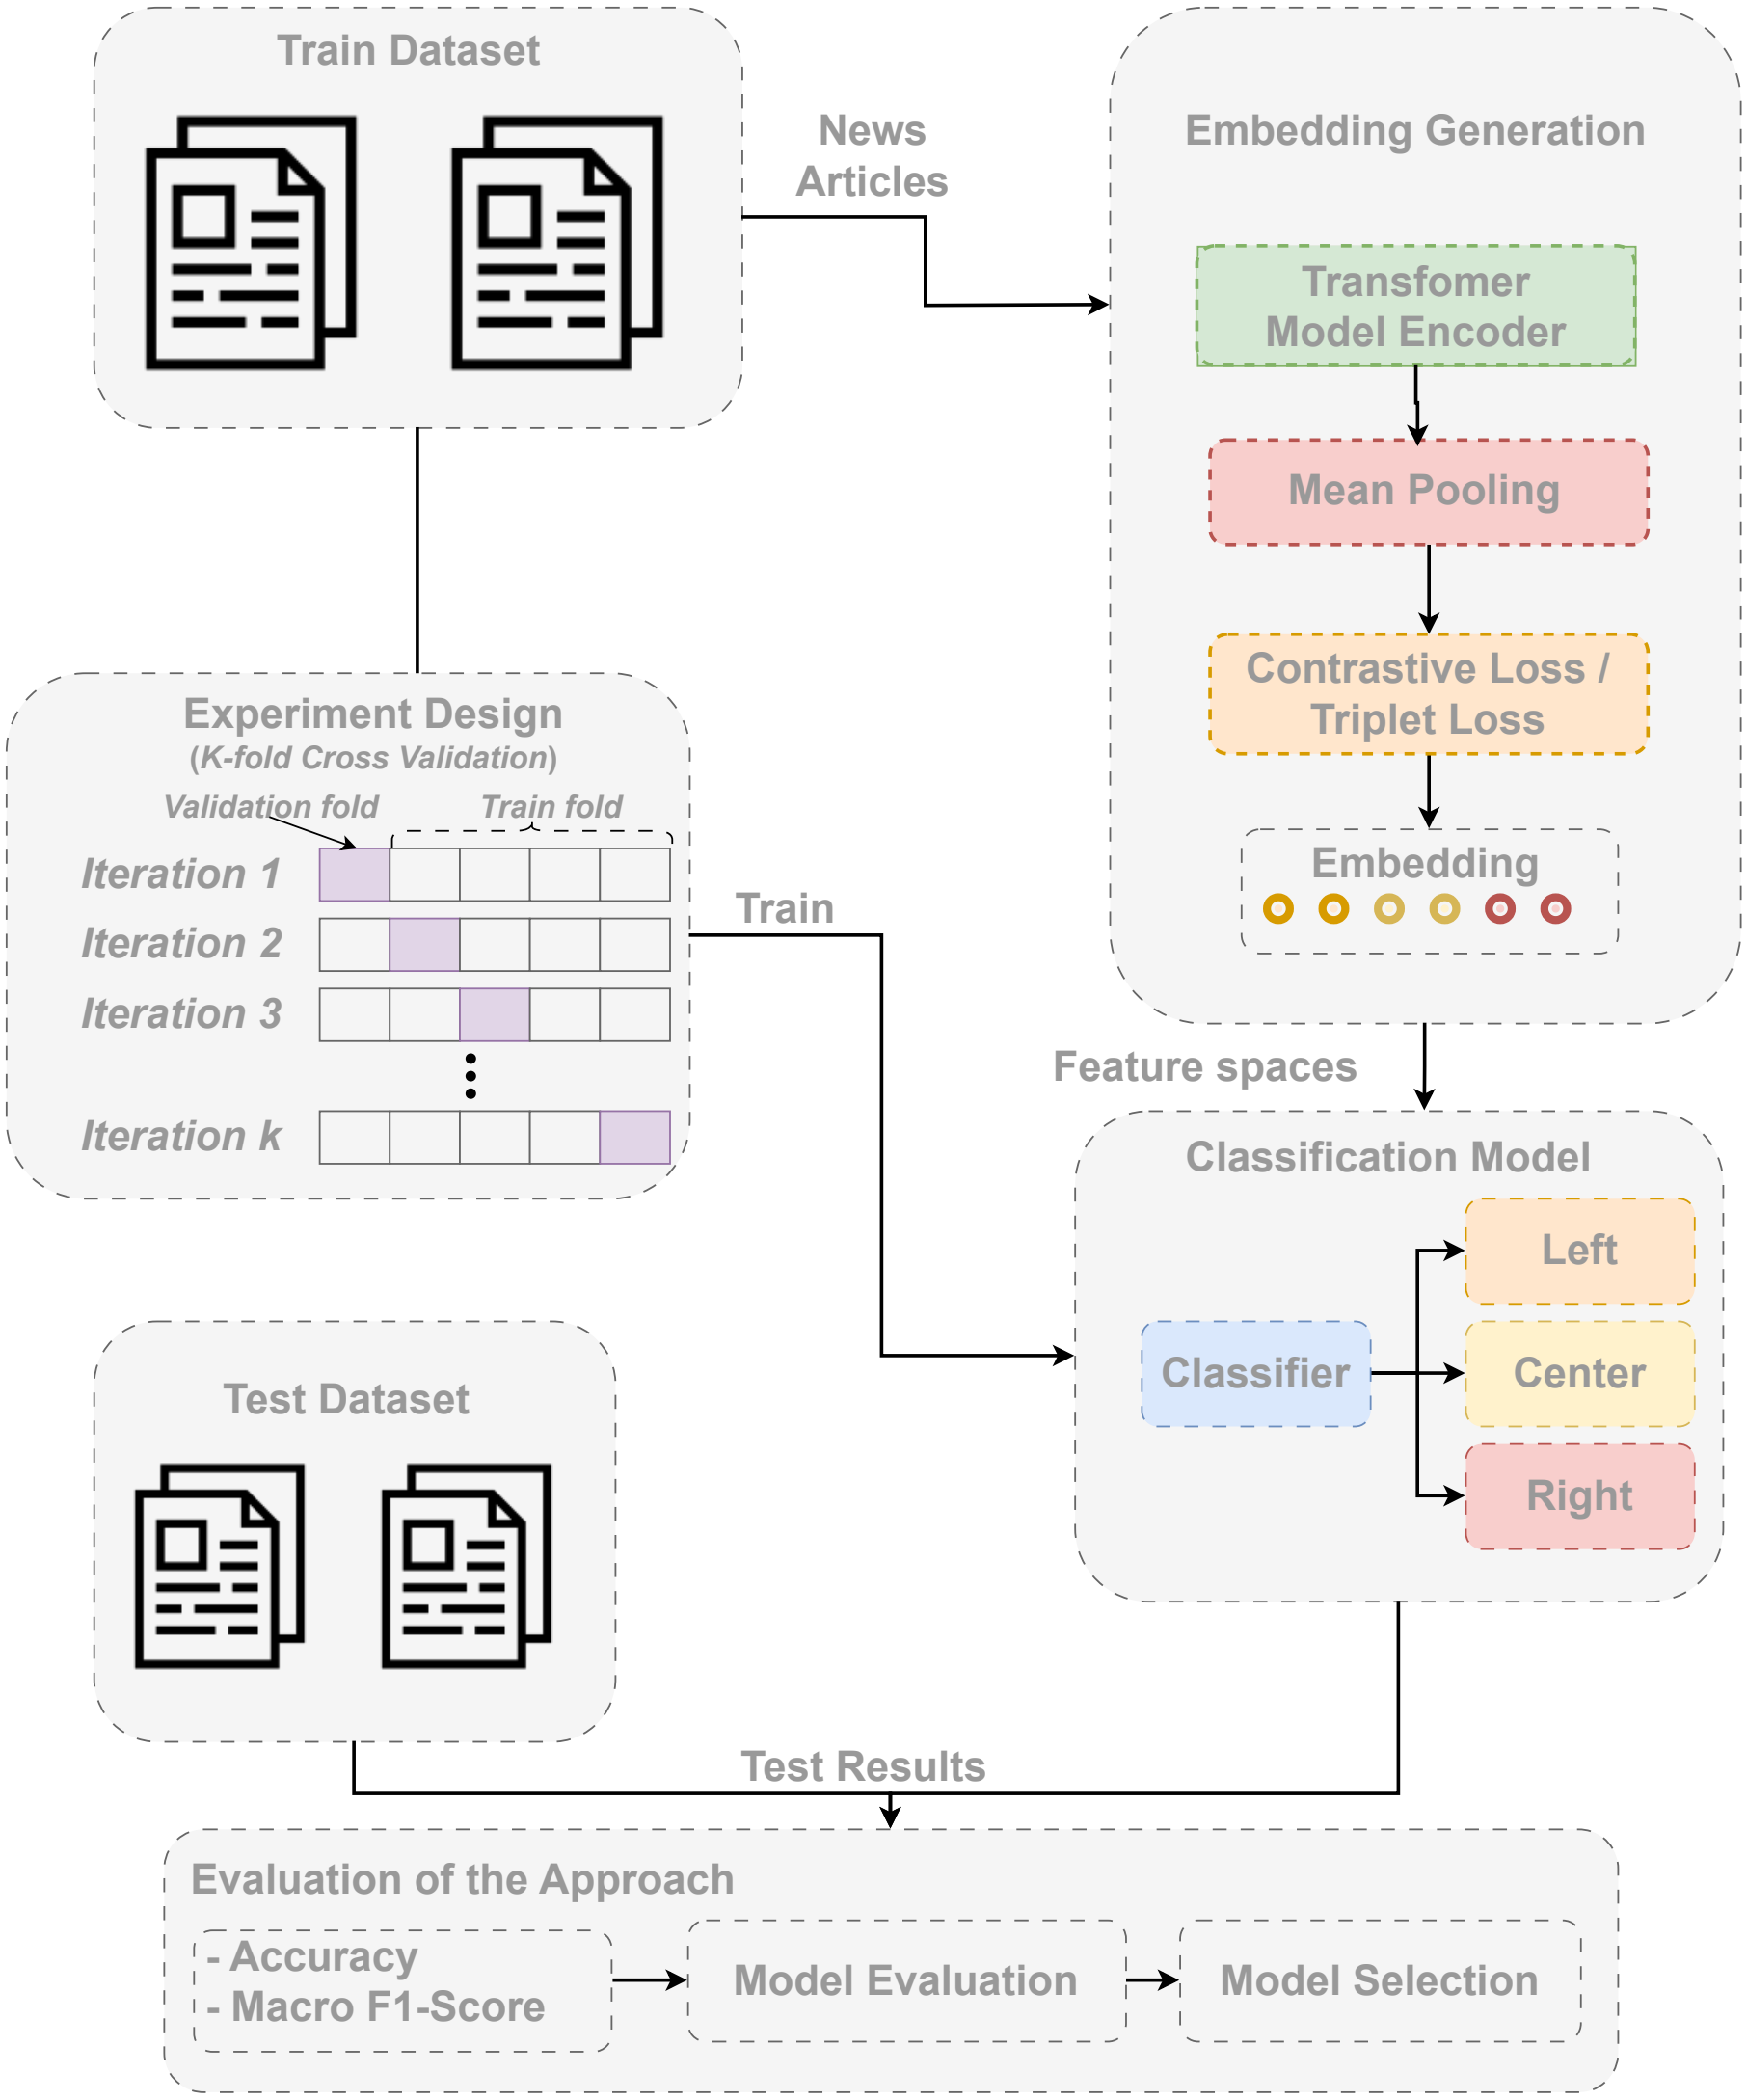 Train Dataset
News
Articles
Embedding Generation
Transfomer
Model Encoder
Mean Pooling
Contrastive Loss /
Triplet Loss
Embedding
Experiment Design
(K-fold Cross Validation)
Validation fold
Train fold
Iteration 1
Iteration 2
Iteration 3
Iteration k
Train
Feature spaces
Classification Model
Classifier
Left
Center
Right
Test Dataset
Test Results
Evaluation of the Approach
- Accuracy
- Macro F1-Score
Model Evaluation
Model Selection